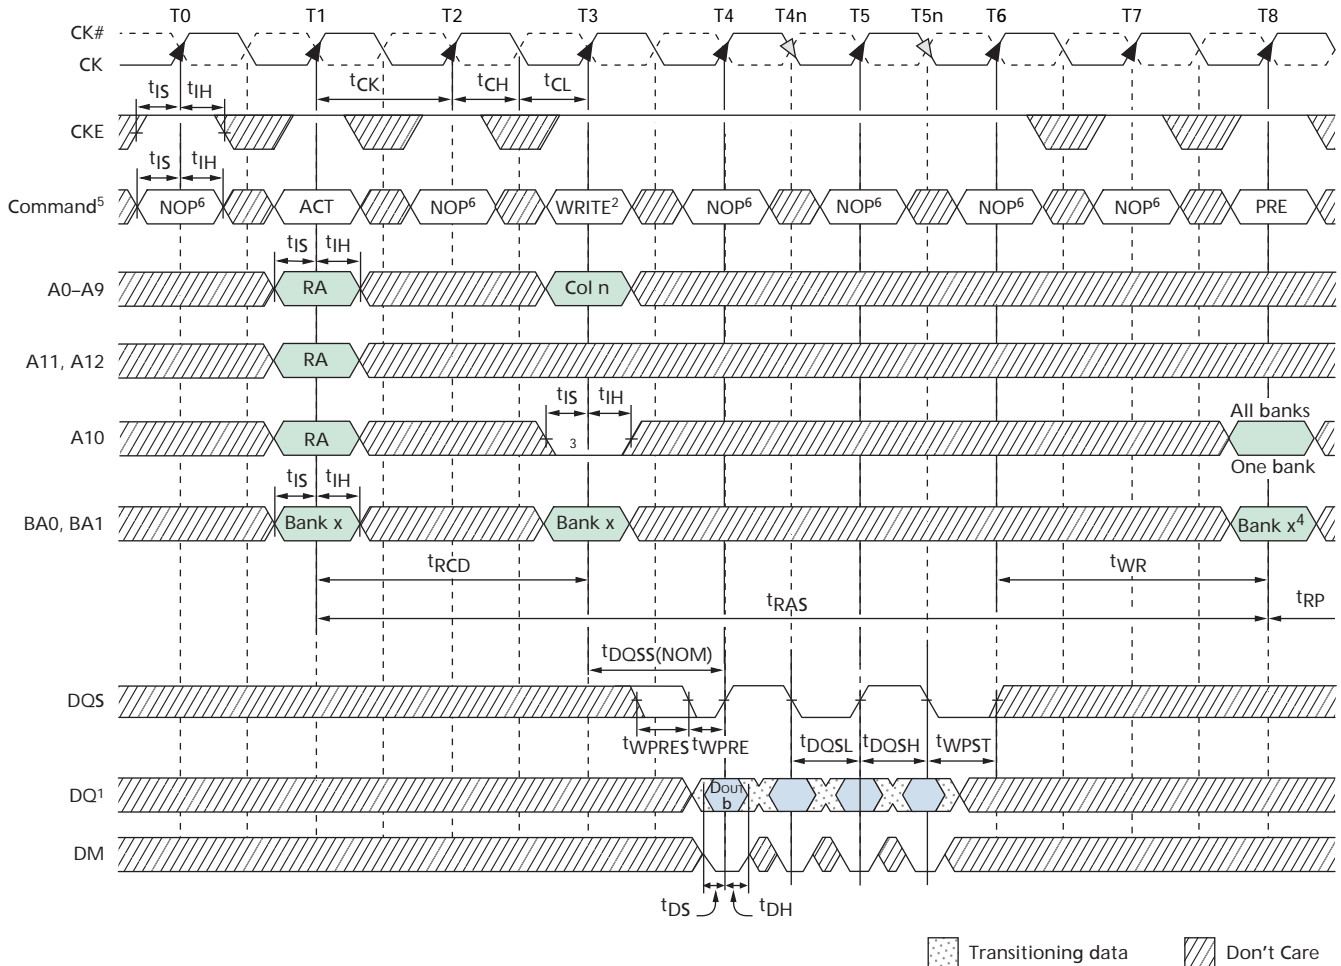 T0 T1 T2 T3 T4 T4n T5 T5n T6 T7 T8
CK#
CK
tIS tIH tCK tCH tCL
CKE
tIS tIH
Command5 NOP6 ACT NOP6 WRITE2 NOP6 NOP6 NOP6 NOP6 PRE
tIS tIH
A0–A9 RA Col n
A11, A12 RA
tIS tIH
All banks
A10 RA 3
One bank
tIS tIH
BA0, BA1 Bank x Bank x Bank x4
tRCD tWR
tRAS tRP
tDQSS(NOM)
DQS
tWPRES tWPRE tDQSL tDQSH tWPST
DQ1 DOUT
b
DM
tDS tDH
Transitioning data Don't Care